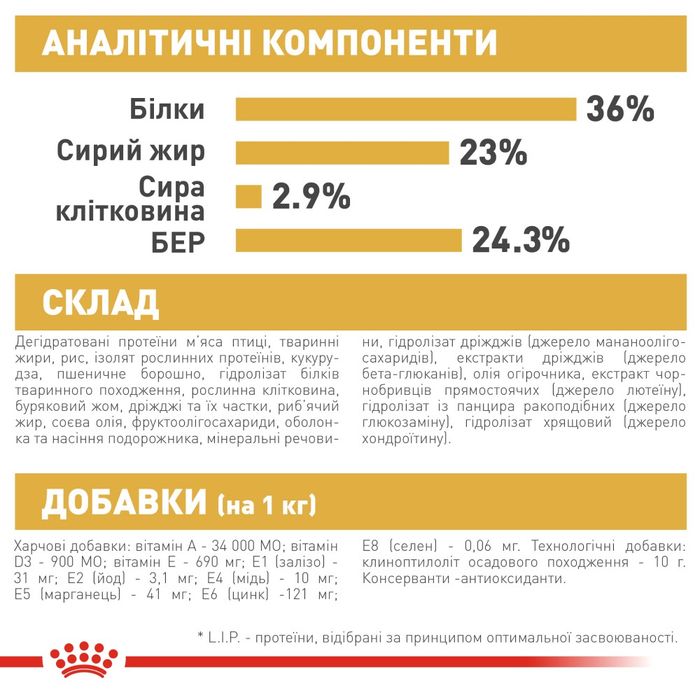 АНАЛІТИЧНІ КОМПОНЕНТИ
Білки 36%
Сирий жир 23%
Сира
клітковина 2.9%
БЕР 24.3%
СКЛАД
Дегідратовані протеїни м'яса птиці, тваринні
жири, рис, ізолят рослинних протеїнів, кукуру-
дза, пшеничне борошно, гідролізат білків
тваринного походження, рослинна клітковина,
буряковий жом, дріжджі та їх частки, риб'ячий
жир, соєва олія, фруктоолігосахариди, оболон-
ка та насіння подорожника, мінеральні речови-
ни, гідролізат дріжджів (джерело мананооліго-
сахаридів), екстракти дріжджів (джерело
бета-глюканів), олія огірочника, екстракт чор-
нобривців прямостоячих (джерело лютеїну),
гідролізат із панцира ракоподібних (джерело
глюкозаміну), гідролізат хрящовий (джерело
хондроїтину).
ДОБАВКИ (на 1 кг)
Харчові добавки: вітамін А - 34 000 МО; вітамін
D3 - 900 МО; вітамін Е - 690 мг; Е1 (залізо) -
31 мг; Е2 (йод) - 3,1 мг; Е4 (мідь) - 10 мг;
Е5 (марганець) - 41 мг; Е6 (цинк) -121 мг;
Е8 (селен) - 0,06 мг. Технологічні добавки:
клиноптилоліт осадового походження - 10 г.
Консерванти -антиоксиданти.
* L.I.P. - протеїни, відібрані за принципом оптимальної засвоюваності.